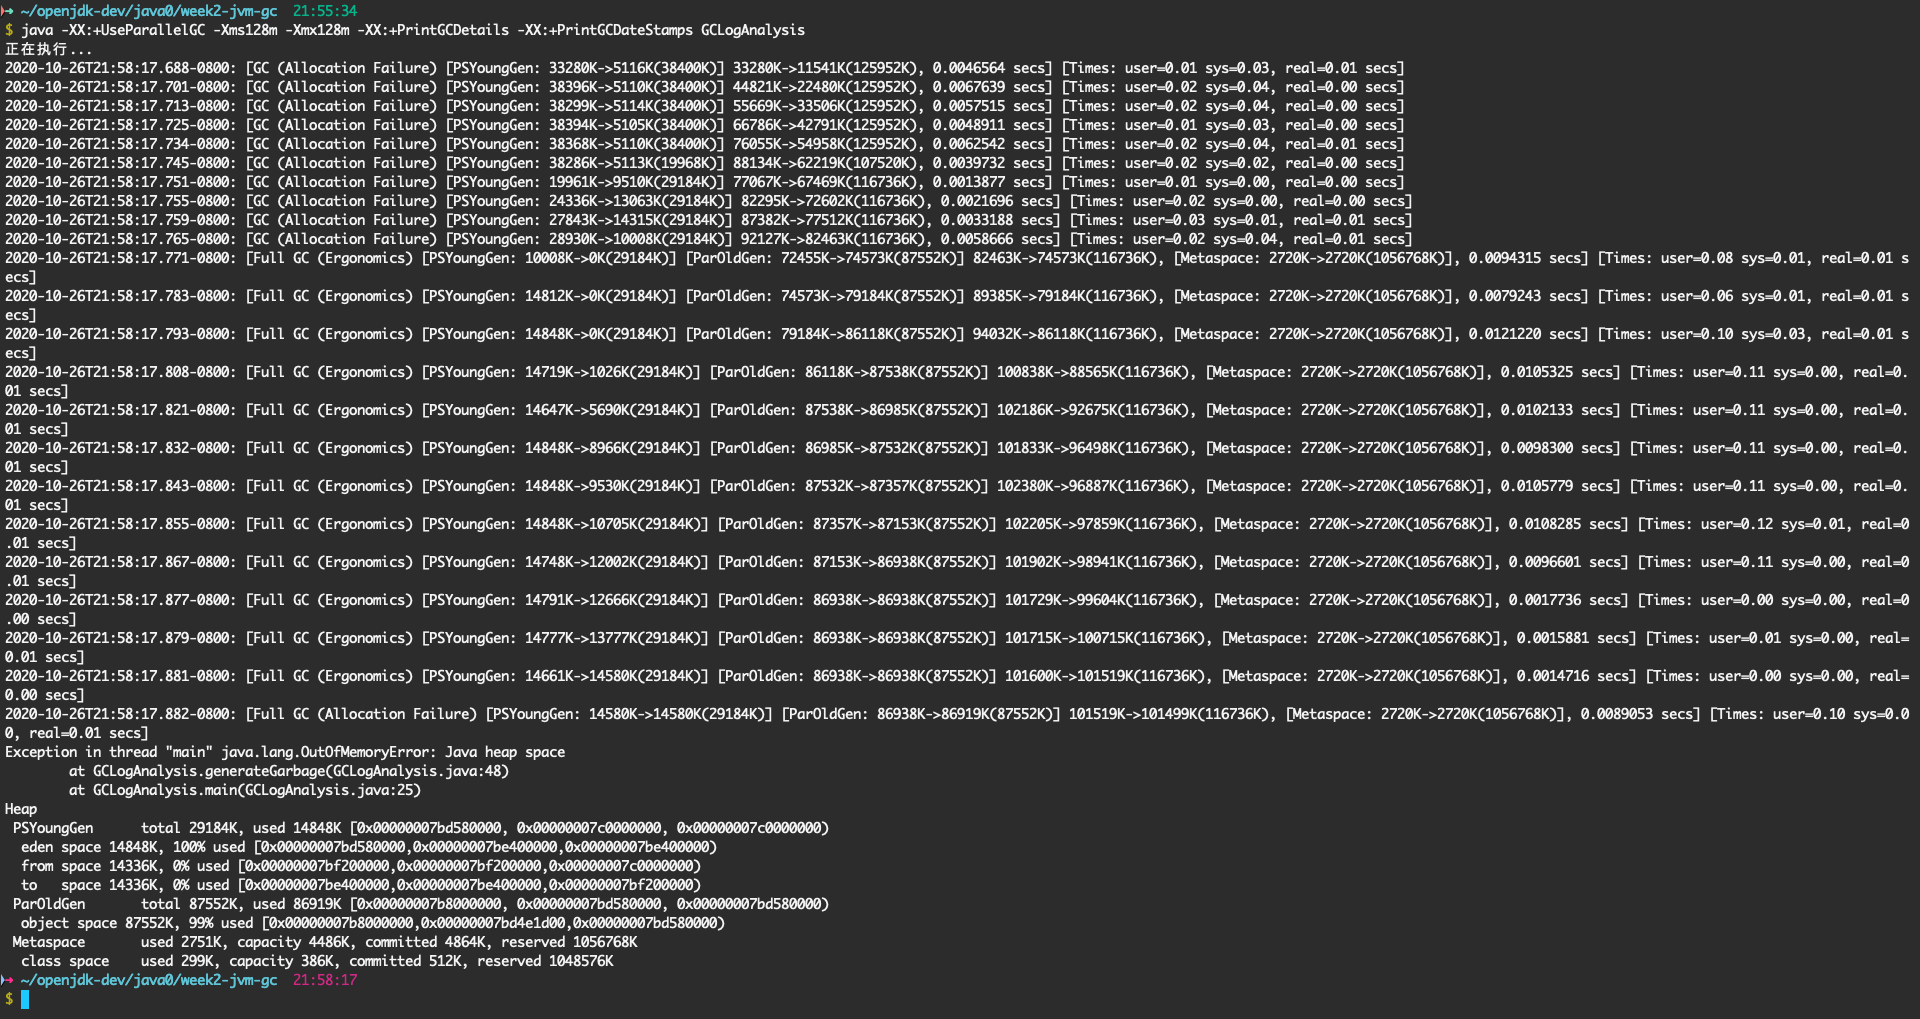 ➜ ~/openjdk-dev/java0/week2-jvm-gc  21:55:34
$ java -XX:+UseParallelGC -Xms128m -Xmx128m -XX:+PrintGCDetails -XX:+PrintGCDateStamps GCLogAnalysis
正在执行...
2020-10-26T21:58:17.688-0800: [GC (Allocation Failure) [PSYoungGen: 33280K->5116K(38400K)] 33280K->11541K(125952K), 0.0046564 secs] [Times: user=0.01 sys=0.03, real=0.01 secs]
2020-10-26T21:58:17.701-0800: [GC (Allocation Failure) [PSYoungGen: 38396K->5110K(38400K)] 44821K->22480K(125952K), 0.0067639 secs] [Times: user=0.02 sys=0.04, real=0.00 secs]
2020-10-26T21:58:17.713-0800: [GC (Allocation Failure) [PSYoungGen: 38299K->5114K(38400K)] 55669K->33506K(125952K), 0.0057515 secs] [Times: user=0.02 sys=0.04, real=0.00 secs]
2020-10-26T21:58:17.725-0800: [GC (Allocation Failure) [PSYoungGen: 38394K->5105K(38400K)] 66786K->42791K(125952K), 0.0048911 secs] [Times: user=0.01 sys=0.03, real=0.00 secs]
2020-10-26T21:58:17.734-0800: [GC (Allocation Failure) [PSYoungGen: 38368K->5110K(38400K)] 76055K->54958K(125952K), 0.0062542 secs] [Times: user=0.02 sys=0.04, real=0.01 secs]
2020-10-26T21:58:17.745-0800: [GC (Allocation Failure) [PSYoungGen: 38286K->5113K(19968K)] 88134K->62219K(107520K), 0.0039732 secs] [Times: user=0.02 sys=0.02, real=0.00 secs]
2020-10-26T21:58:17.751-0800: [GC (Allocation Failure) [PSYoungGen: 19961K->9510K(29184K)] 77067K->67469K(116736K), 0.0013877 secs] [Times: user=0.01 sys=0.00, real=0.00 secs]
2020-10-26T21:58:17.755-0800: [GC (Allocation Failure) [PSYoungGen: 24336K->13063K(29184K)] 82295K->72602K(116736K), 0.0021696 secs] [Times: user=0.02 sys=0.00, real=0.00 secs]
2020-10-26T21:58:17.759-0800: [GC (Allocation Failure) [PSYoungGen: 27843K->14315K(29184K)] 87382K->77512K(116736K), 0.0033188 secs] [Times: user=0.03 sys=0.01, real=0.01 secs]
2020-10-26T21:58:17.765-0800: [GC (Allocation Failure) [PSYoungGen: 28930K->10008K(29184K)] 92127K->82463K(116736K), 0.0058666 secs] [Times: user=0.02 sys=0.04, real=0.01 secs]
2020-10-26T21:58:17.771-0800: [Full GC (Ergonomics) [PSYoungGen: 10008K->0K(29184K)] [ParOldGen: 72455K->74573K(87552K)] 82463K->74573K(116736K), [Metaspace: 2720K->2720K(1056768K)], 0.0094315 secs] [Times: user=0.08 sys=0.01, real=0.01 s
ecs]
2020-10-26T21:58:17.783-0800: [Full GC (Ergonomics) [PSYoungGen: 14812K->0K(29184K)] [ParOldGen: 74573K->79184K(87552K)] 89385K->79184K(116736K), [Metaspace: 2720K->2720K(1056768K)], 0.0079243 secs] [Times: user=0.06 sys=0.01, real=0.01 s
ecs]
2020-10-26T21:58:17.793-0800: [Full GC (Ergonomics) [PSYoungGen: 14848K->0K(29184K)] [ParOldGen: 79184K->86118K(87552K)] 94032K->86118K(116736K), [Metaspace: 2720K->2720K(1056768K)], 0.0121220 secs] [Times: user=0.10 sys=0.03, real=0.01 s
ecs]
2020-10-26T21:58:17.808-0800: [Full GC (Ergonomics) [PSYoungGen: 14719K->1026K(29184K)] [ParOldGen: 86118K->87538K(87552K)] 100838K->88565K(116736K), [Metaspace: 2720K->2720K(1056768K)], 0.0105325 secs] [Times: user=0.11 sys=0.00, real=0.
01 secs]
2020-10-26T21:58:17.821-0800: [Full GC (Ergonomics) [PSYoungGen: 14647K->5690K(29184K)] [ParOldGen: 87538K->86985K(87552K)] 102186K->92675K(116736K), [Metaspace: 2720K->2720K(1056768K)], 0.0102133 secs] [Times: user=0.11 sys=0.00, real=0.
01 secs]
2020-10-26T21:58:17.832-0800: [Full GC (Ergonomics) [PSYoungGen: 14848K->8966K(29184K)] [ParOldGen: 86985K->87532K(87552K)] 101833K->96498K(116736K), [Metaspace: 2720K->2720K(1056768K)], 0.0098300 secs] [Times: user=0.11 sys=0.00, real=0.
01 secs]
2020-10-26T21:58:17.843-0800: [Full GC (Ergonomics) [PSYoungGen: 14848K->9530K(29184K)] [ParOldGen: 87532K->87357K(87552K)] 102380K->96887K(116736K), [Metaspace: 2720K->2720K(1056768K)], 0.0105779 secs] [Times: user=0.11 sys=0.00, real=0.
01 secs]
2020-10-26T21:58:17.855-0800: [Full GC (Ergonomics) [PSYoungGen: 14848K->10705K(29184K)] [ParOldGen: 87357K->87153K(87552K)] 102205K->97859K(116736K), [Metaspace: 2720K->2720K(1056768K)], 0.0108285 secs] [Times: user=0.12 sys=0.01, real=0
.01 secs]
2020-10-26T21:58:17.867-0800: [Full GC (Ergonomics) [PSYoungGen: 14748K->12002K(29184K)] [ParOldGen: 87153K->86938K(87552K)] 101902K->98941K(116736K), [Metaspace: 2720K->2720K(1056768K)], 0.0096601 secs] [Times: user=0.11 sys=0.00, real=0
.01 secs]
2020-10-26T21:58:17.877-0800: [Full GC (Ergonomics) [PSYoungGen: 14791K->12666K(29184K)] [ParOldGen: 86938K->86938K(87552K)] 101729K->99604K(116736K), [Metaspace: 2720K->2720K(1056768K)], 0.0017736 secs] [Times: user=0.00 sys=0.00, real=0
.00 secs]
2020-10-26T21:58:17.879-0800: [Full GC (Ergonomics) [PSYoungGen: 14777K->13777K(29184K)] [ParOldGen: 86938K->86938K(87552K)] 101715K->100715K(116736K), [Metaspace: 2720K->2720K(1056768K)], 0.0015881 secs] [Times: user=0.01 sys=0.00, real=
0.01 secs]
2020-10-26T21:58:17.881-0800: [Full GC (Ergonomics) [PSYoungGen: 14661K->14580K(29184K)] [ParOldGen: 86938K->86938K(87552K)] 101600K->101519K(116736K), [Metaspace: 2720K->2720K(1056768K)], 0.0014716 secs] [Times: user=0.00 sys=0.00, real=
0.00 secs]
2020-10-26T21:58:17.882-0800: [Full GC (Allocation Failure) [PSYoungGen: 14580K->14580K(29184K)] [ParOldGen: 86938K->86919K(87552K)] 101519K->101499K(116736K), [Metaspace: 2720K->2720K(1056768K)], 0.0089053 secs] [Times: user=0.10 sys=0.0
0, real=0.01 secs]
Exception in thread "main" java.lang.OutOfMemoryError: Java heap space
        at GCLogAnalysis.generateGarbage(GCLogAnalysis.java:48)
        at GCLogAnalysis.main(GCLogAnalysis.java:25)
Heap
 PSYoungGen      total 29184K, used 14848K [0x00000007bd580000, 0x00000007c0000000, 0x00000007c0000000)
  eden space 14848K, 100% used [0x00000007bd580000,0x00000007be400000,0x00000007be400000)
  from space 14336K, 0% used [0x00000007bf200000,0x00000007bf200000,0x00000007c0000000)
  to   space 14336K, 0% used [0x00000007be400000,0x00000007be400000,0x00000007bf200000)
 ParOldGen       total 87552K, used 86919K [0x00000007b8000000, 0x00000007bd580000, 0x00000007bd580000)
  object space 87552K, 99% used [0x00000007b8000000,0x00000007bd4e1d00,0x00000007bd580000)
 Metaspace       used 2751K, capacity 4486K, committed 4864K, reserved 1056768K
  class space    used 299K, capacity 386K, committed 512K, reserved 1048576K
➜ ~/openjdk-dev/java0/week2-jvm-gc  21:58:17
$